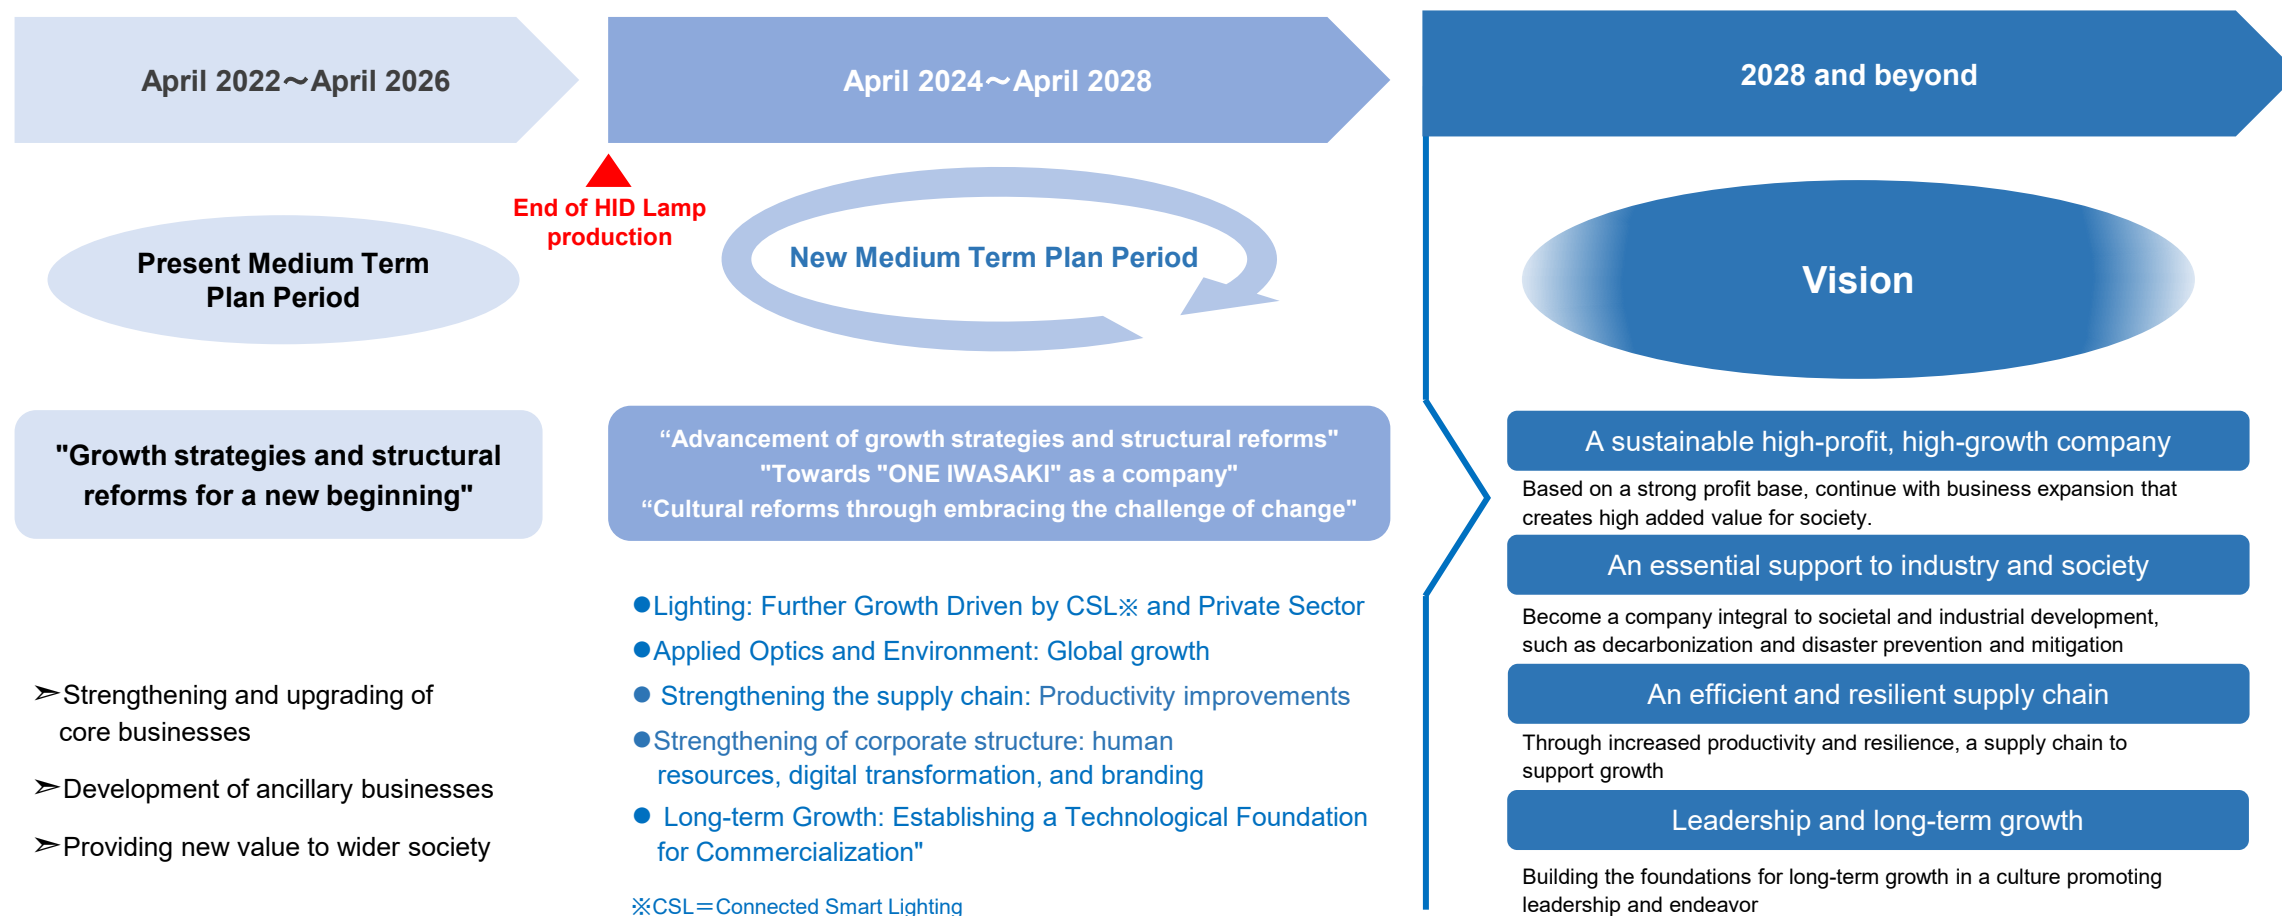 April 2022～April 2026
April 2024～April 2028
2028 and beyond
End of HID Lamp
production
Present Medium Term
Plan Period
New Medium Term Plan Period
Vision
"Growth strategies and structural
reforms for a new beginning"
➣Strengthening and upgrading of
core businesses
➣Development of ancillary businesses
➣Providing new value to wider society
“Advancement of growth strategies and structural reforms"
"Towards "ONE IWASAKI" as a company"
“Cultural reforms through embracing the challenge of change”
●Lighting: Further Growth Driven by CSL※ and Private Sector
●Applied Optics and Environment: Global growth
● Strengthening the supply chain: Productivity improvements
●Strengthening of corporate structure: human
resources, digital transformation, and branding
● Long-term Growth: Establishing a Technological Foundation
for Commercialization"
※CSL＝Connected Smart Lighting
A sustainable high-profit, high-growth company
Based on a strong profit base, continue with business expansion that
creates high added value for society.
An essential support to industry and society
Become a company integral to societal and industrial development,
such as decarbonization and disaster prevention and mitigation
An efficient and resilient supply chain
Through increased productivity and resilience, a supply chain to
support growth
Leadership and long-term growth
Building the foundations for long-term growth in a culture promoting
leadership and endeavor